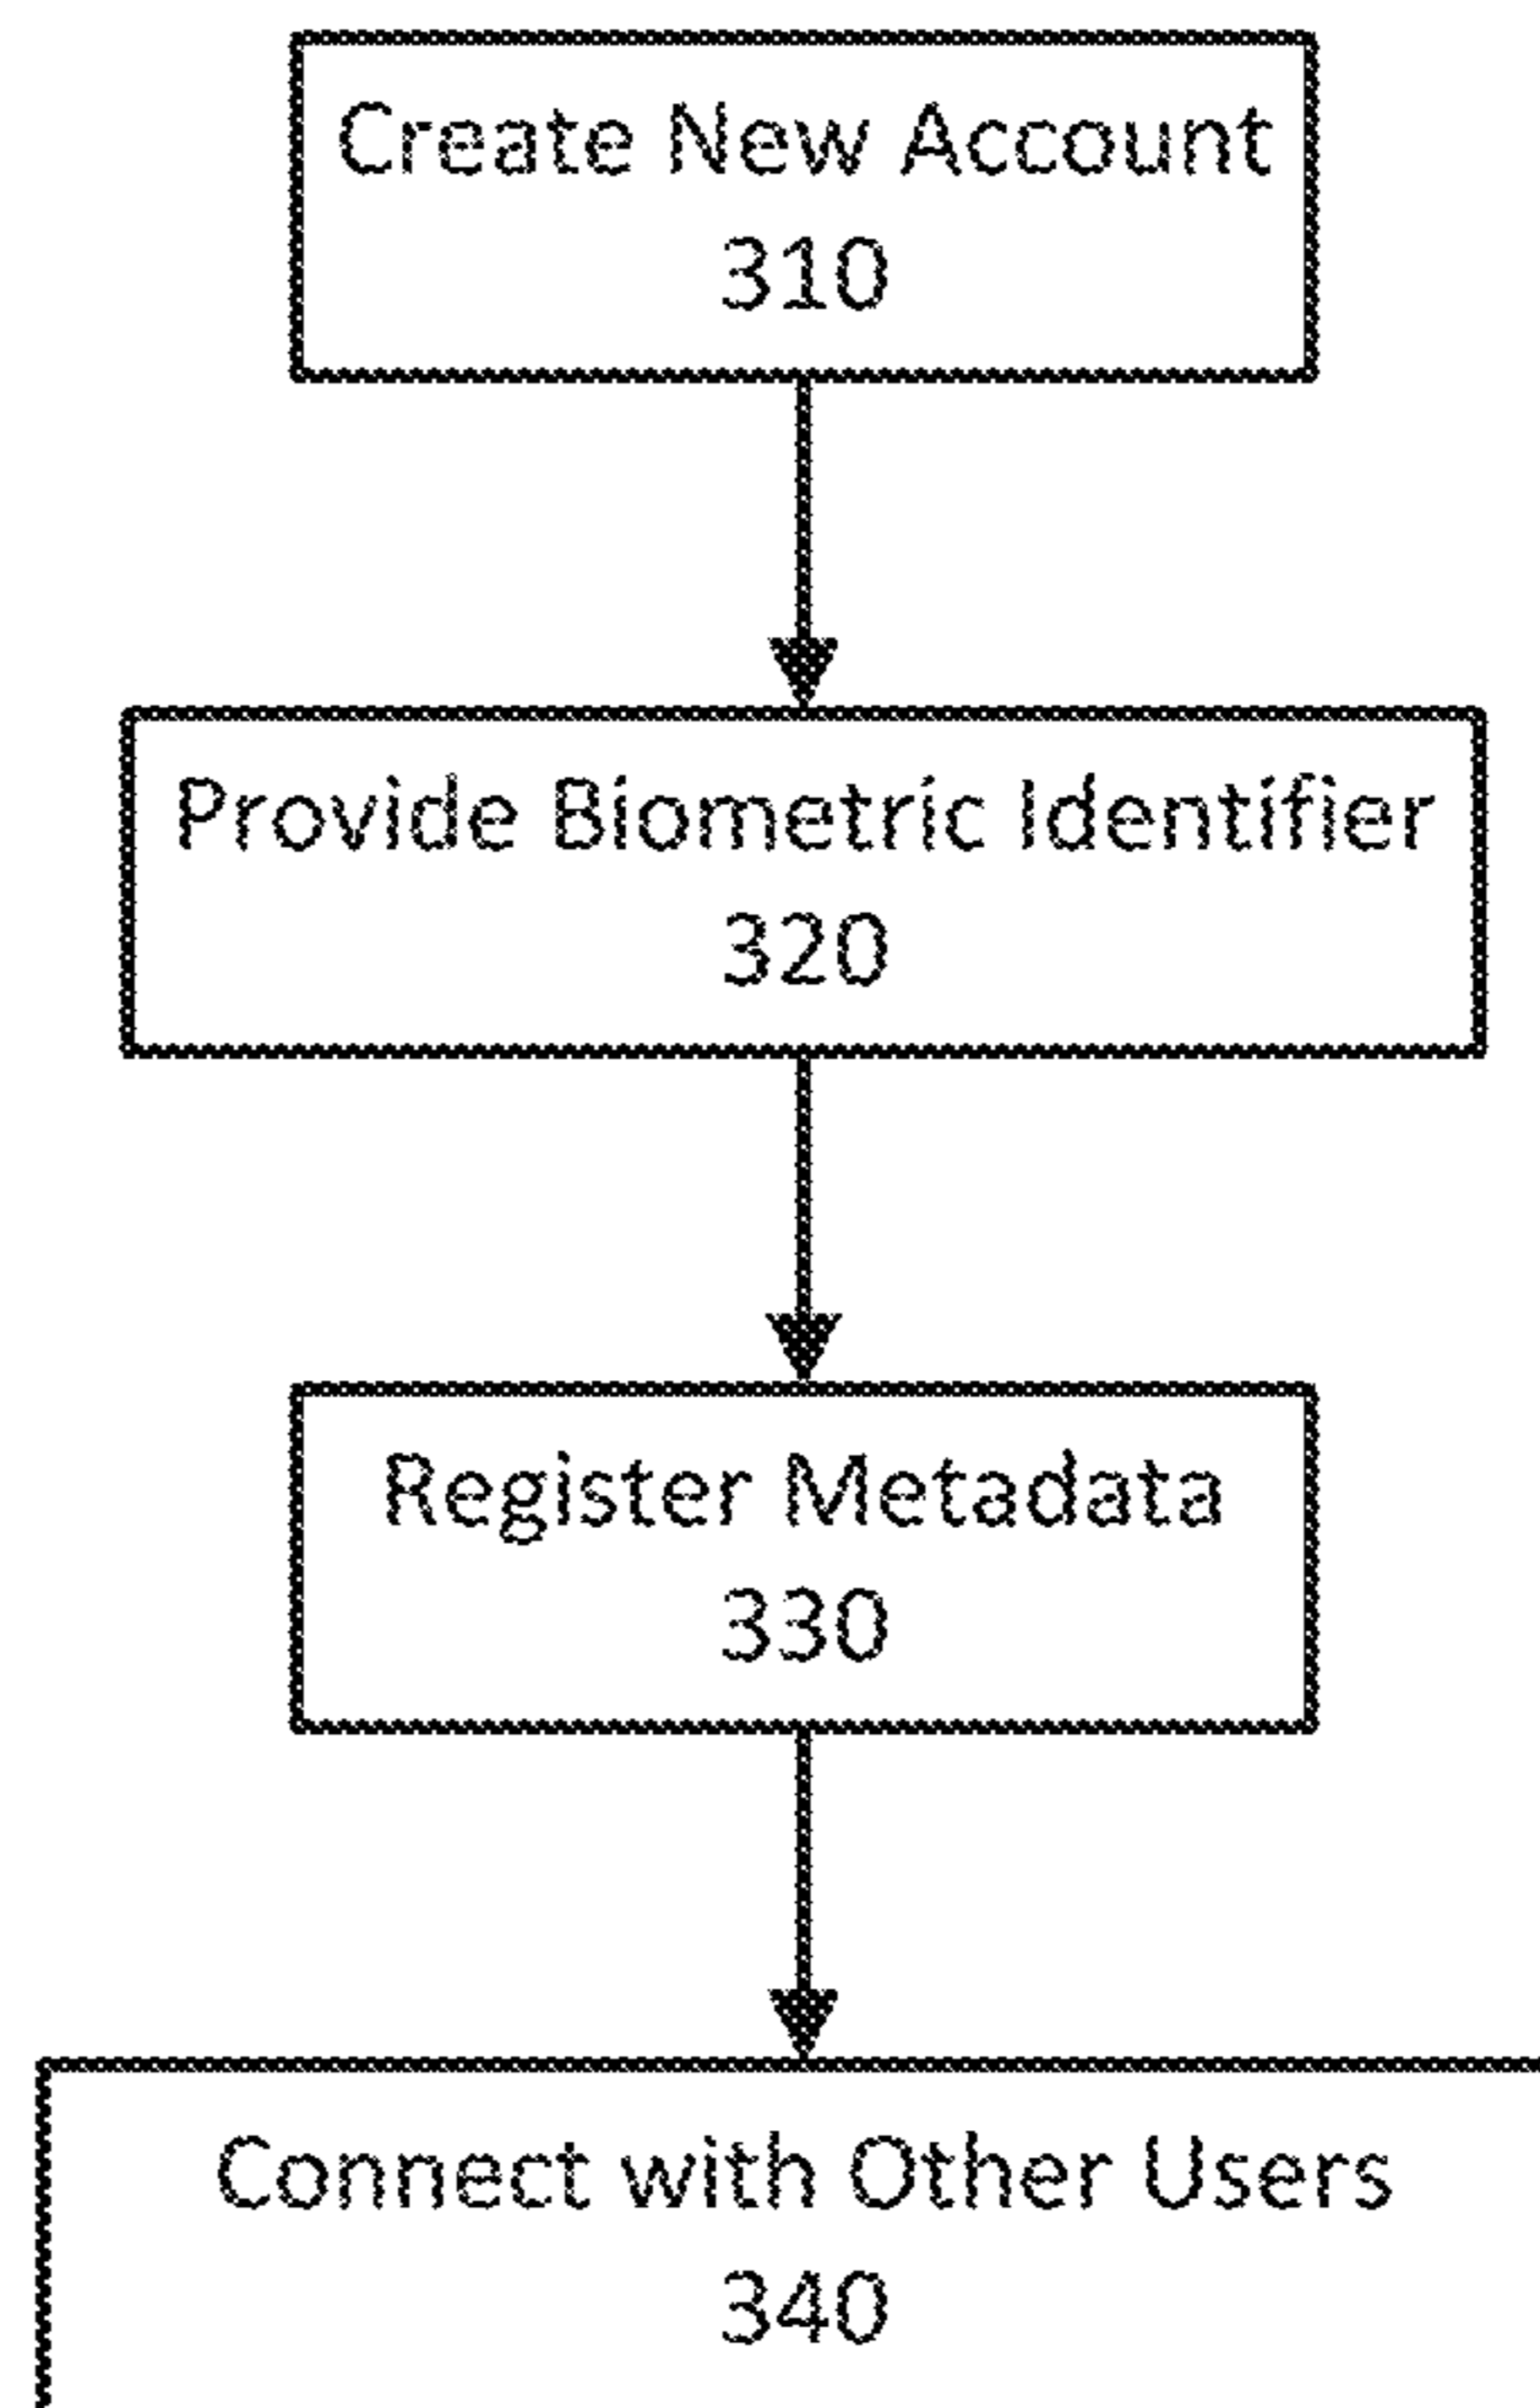 Create New Account
310
Provide Biometric Identifier
320
Register Metadata
330
Connect with Other Users
340